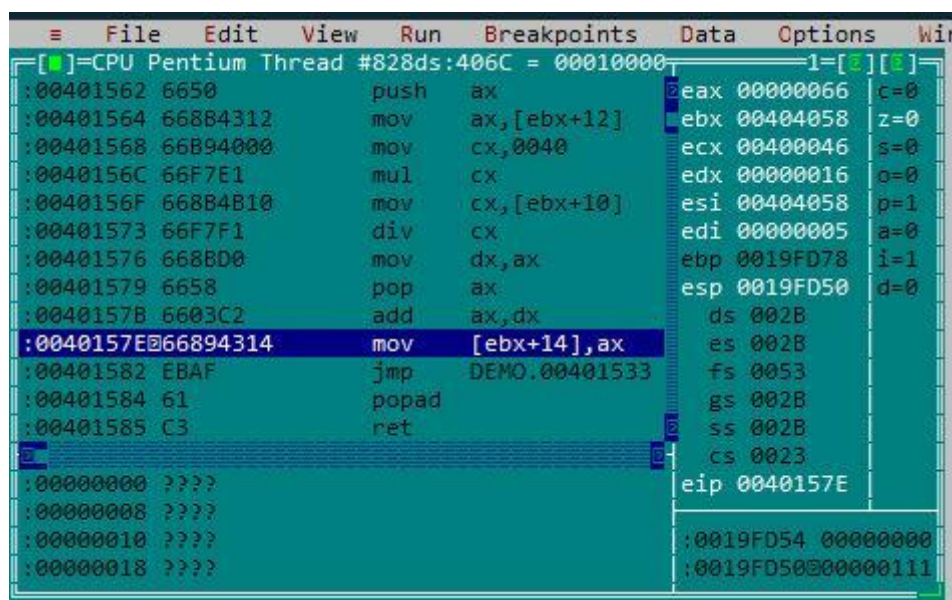 ≡ File Edit View Run Breakpoints Data Options Wi
[■]=CPU Pentium Thread #828ds:406C = 00010000 1=[ ][ ]
:00401562 6650 push ax eax 00000066 c=0
:00401564 668B4312 mov ax,[ebx+12] ebx 00404058 z=0
:00401568 66B94000 mov cx,0040 ecx 00400046 s=0
:0040156C 66F7E1 mul cx edx 00000016 o=0
:0040156F 668B4B10 mov cx,[ebx+10] esi 00404058 p=1
:00401573 66F7F1 div cx edi 00000005 a=0
:00401576 668BD0 mov dx,ax ebp 0019FD78 i=1
:00401579 6658 pop ax esp 0019FD50 d=0
:0040157B 6603C2 add ax,dx ds 002B
:0040157E 66894314 mov [ebx+14],ax es 002B
:00401582 EBAF jmp DEMO.00401533 fs 0053
:00401584 61 popad gs 002B
:00401585 C3 ret ss 002B
cs 0023
:00000000 ???? eip 0040157E
:00000008 ????
:00000010 ???? :0019FD54 00000000
:00000018 ???? :0019FD50 00000111